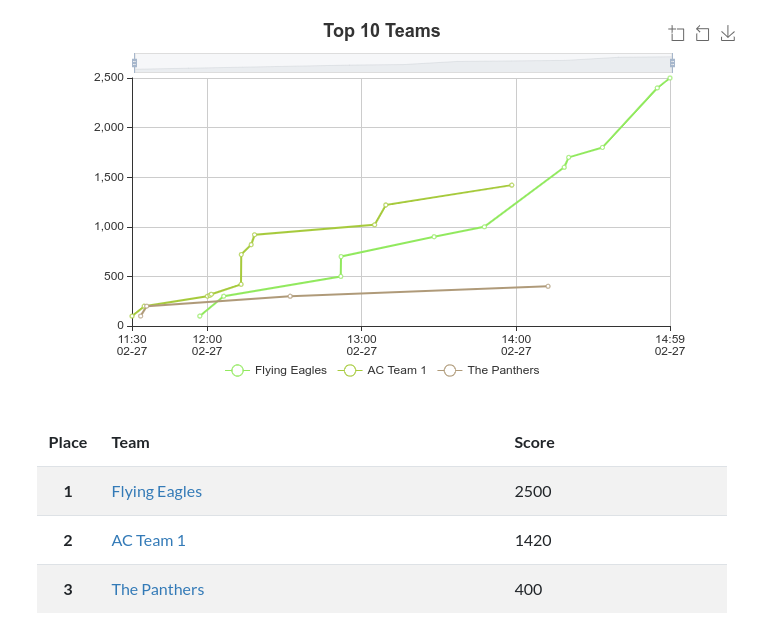 Top 10 Teams
2,500
2,000
1,500
1,000
500
0
11:30 12:00 13:00 14:00 14:59
02-27 02-27 02-27 02-27 02-27
Flying Eagles AC Team 1 The Panthers
Place Team Score
1 Flying Eagles 2500
2 AC Team 1 1420
3 The Panthers 400